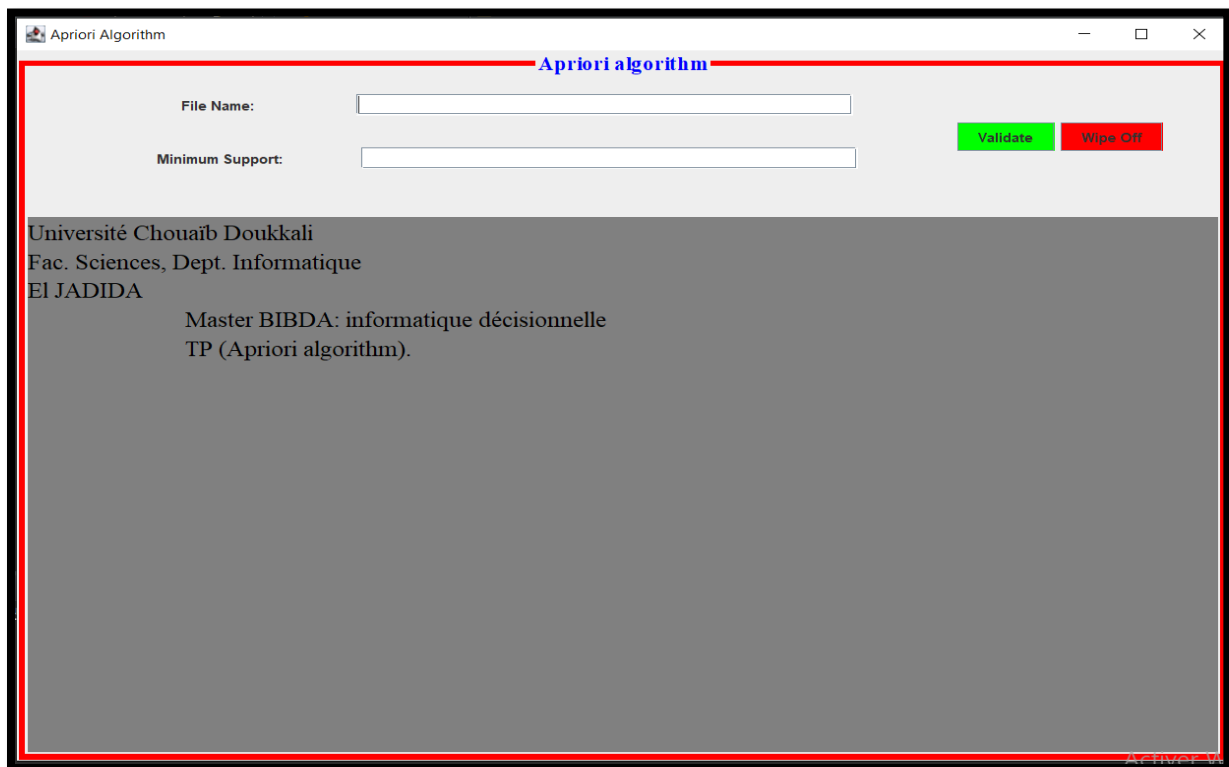 Apriori Algorithm
Apriori algorithm
File Name:
Validate Wipe Off
Minimum Support:
Université Chouaïb Doukkali
Fac. Sciences, Dept. Informatique
El JADIDA
Master BIBDA: informatique décisionnelle
TP (Apriori algorithm).
Activer